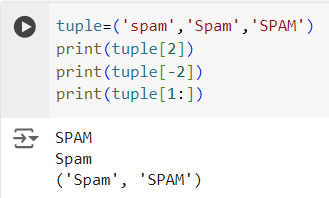 tuple=('spam','Spam','SPAM')
print(tuple[2])
print(tuple[-2])
print(tuple[1:])
SPAM
Spam
('Spam', 'SPAM')